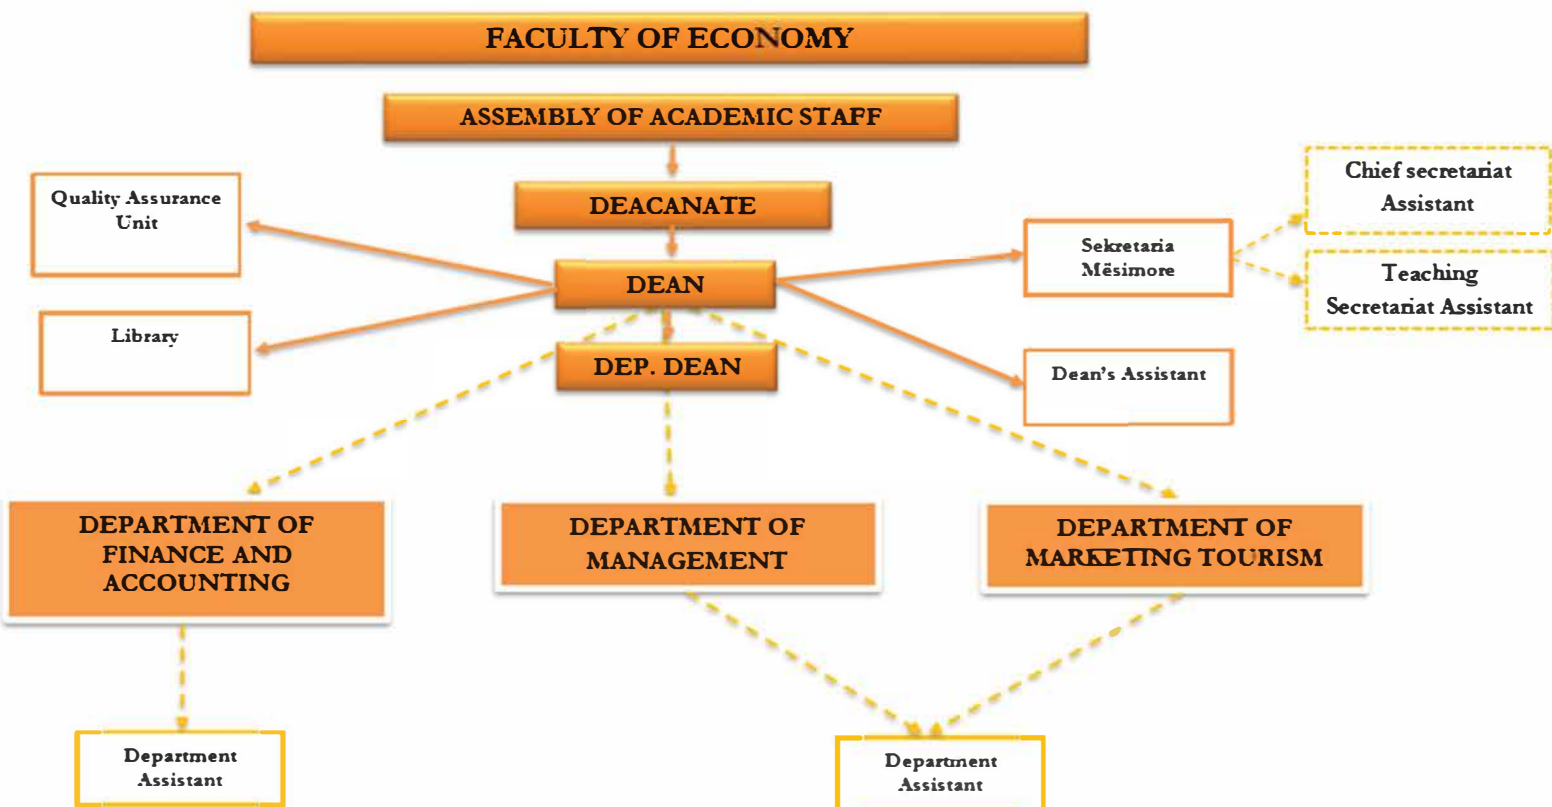 FACULTY OF ECONOMY
ASSEMBLY OF ACADEMIC STAFF
DEACANATE
DEAN
DEP. DEAN
Quality Assurance
Unit
Library
Sekretaria
Mësimore
Dean's Assistant
Chief secretariat
Assistant
Teaching
Secretariat Assistant
DEPARTMENT OF
FINANCE AND
ACCOUNTING
DEPARTMENT OF
MANAGEMENT
DEPARTMENT OF
MARKETING TOURISM
Department
Assistant
Department
Assistant